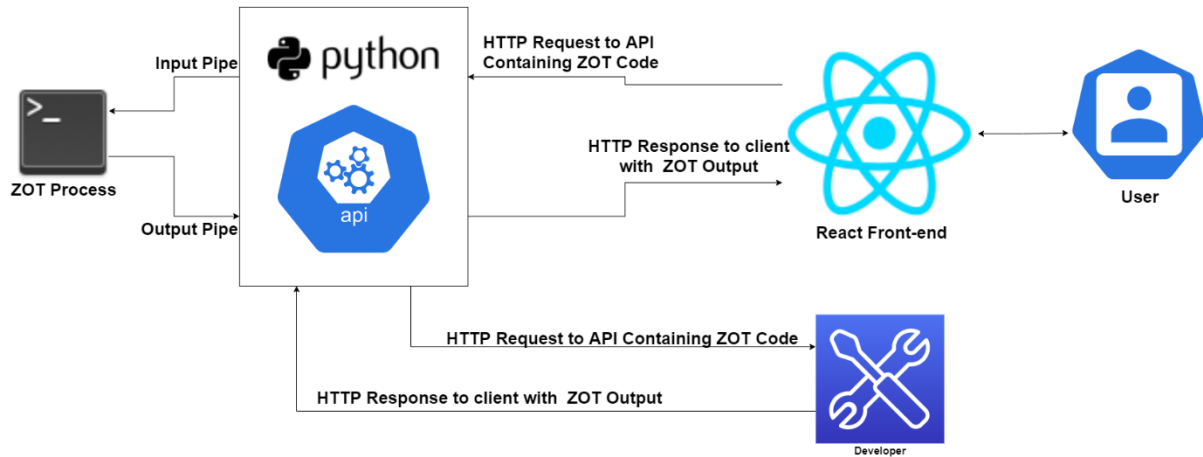 python
HTTP Request to API
Containing ZOT Code
Input Pipe
>_
ZOT Process
api
Output Pipe
HTTP Response to client
with ZOT Output
React Front-end
User
HTTP Request to API Containing ZOT Code
HTTP Response to client with ZOT Output
Developer